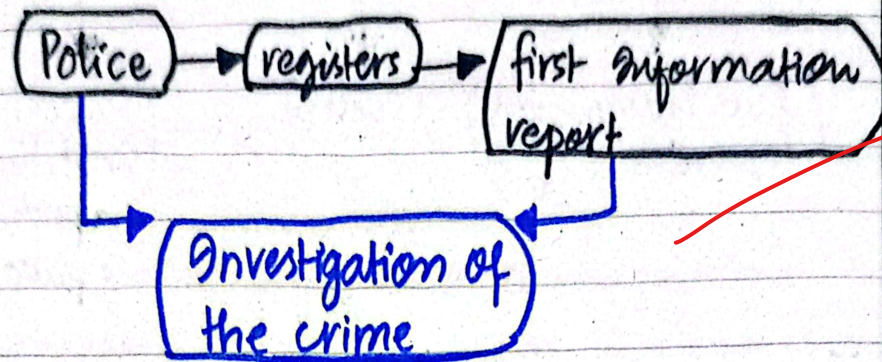 Police registers first Information
report
Investigation of
the crime